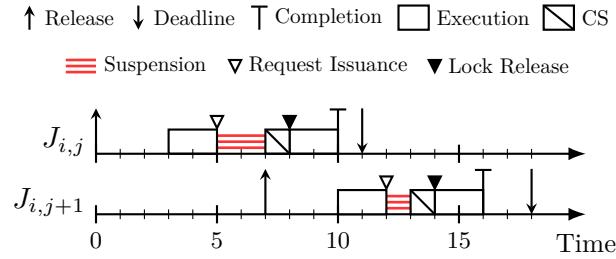 Release Deadline Completion Execution CS
Suspension Request Issuance Lock Release
J_{i,j}
J_{i,j+1}
0 5 10 15 Time